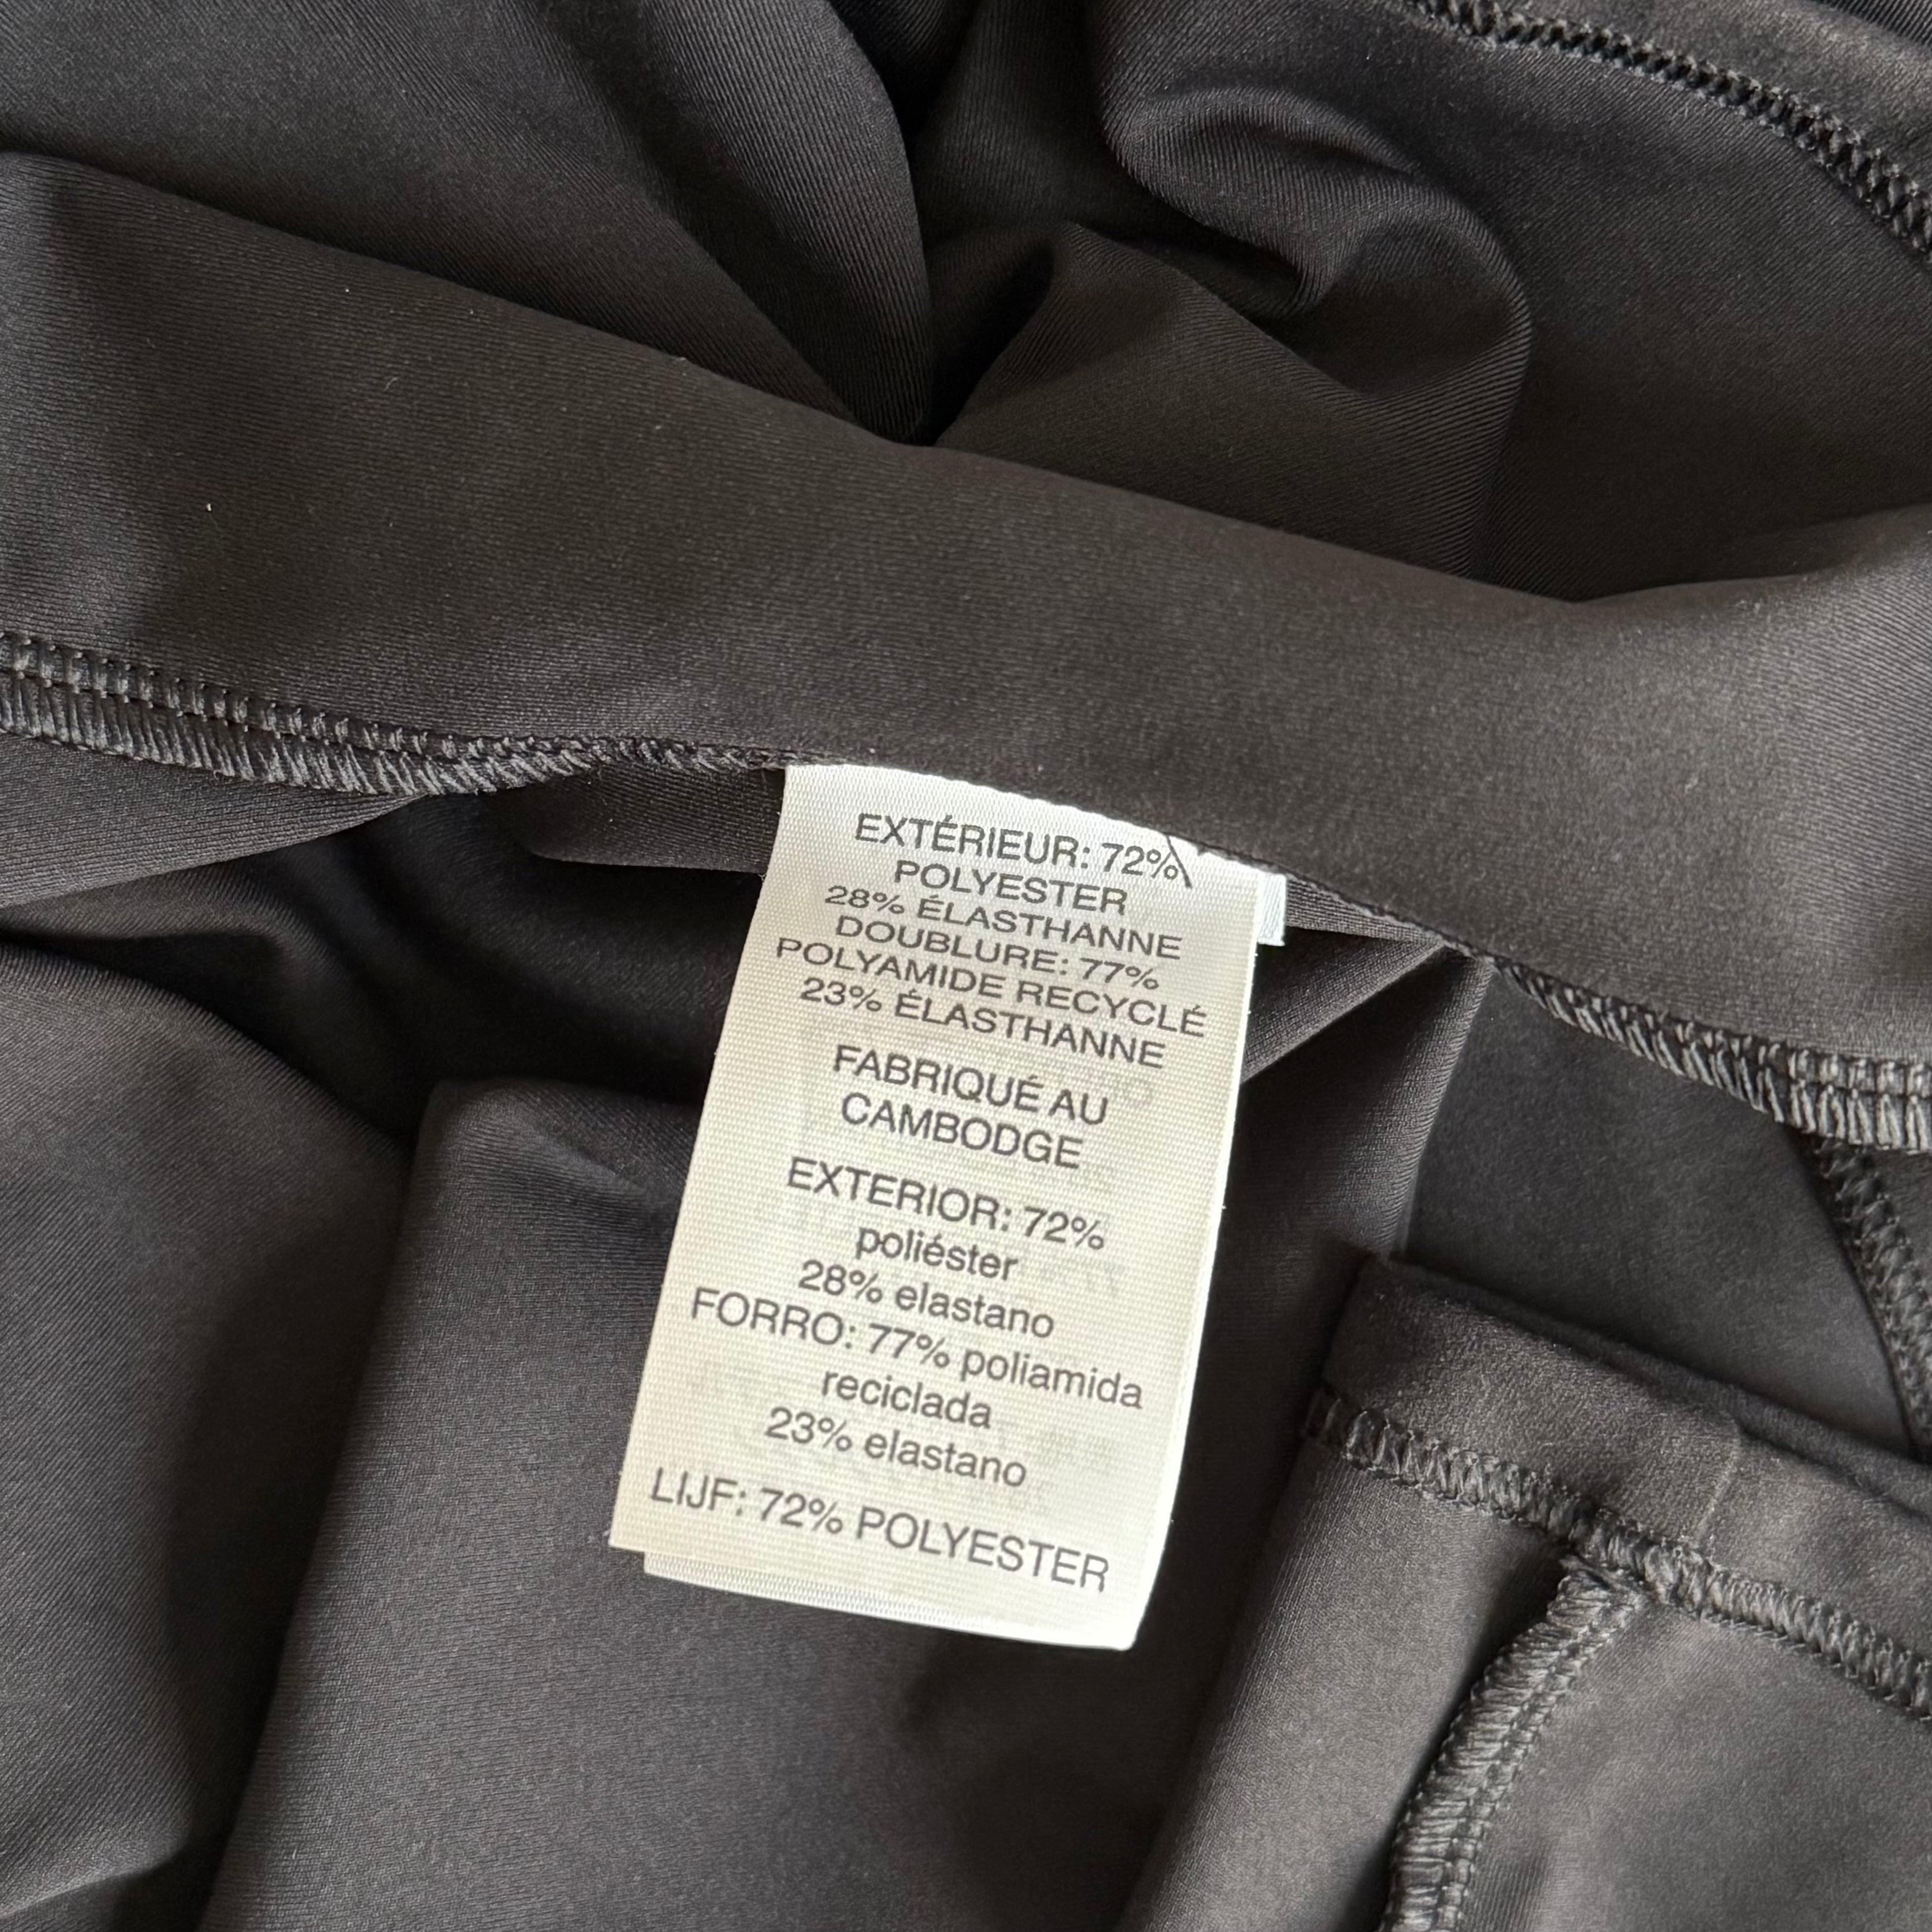 EXTÉRIEUR: 72%
POLYESTER
28% ÉLASTHANNE
DOUBLURE: 77%
POLYAMIDE RECYCLÉ
23% ÉLASTHANNE
FABRIQUÉ AU
CAMBODGE
EXTERIOR: 72%
poliéster
28% elastano
FORRO: 77% poliamida
reciclada
23% elastano
LIJF: 72% POLYESTER